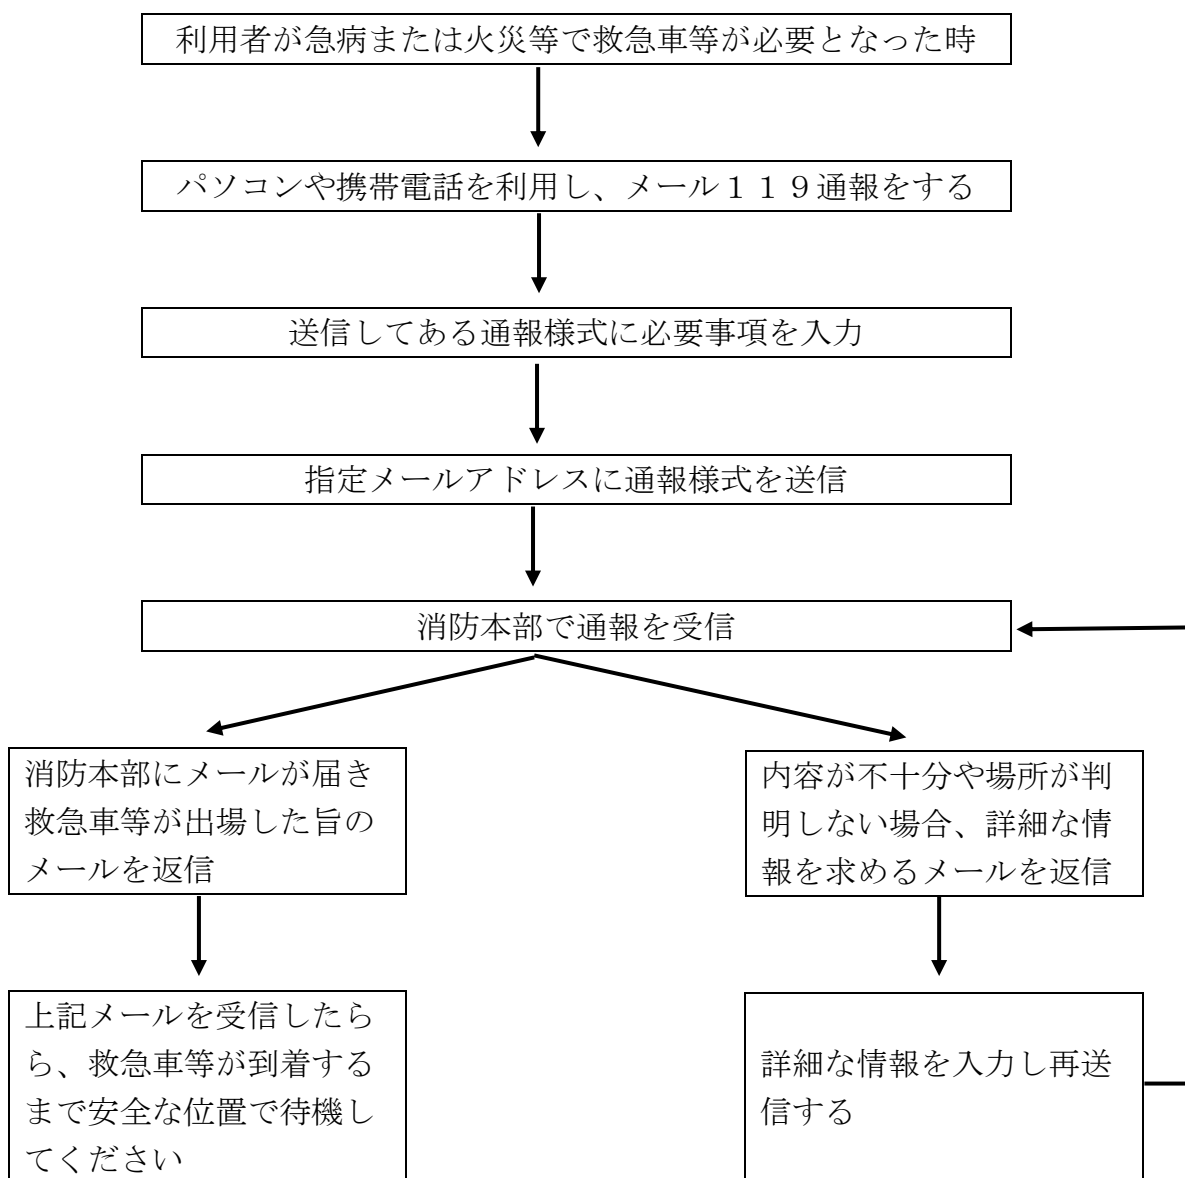 利用者が急病または火災等で救急車等が必要となった時
パソコンや携帯電話を利用し、メール１１９通報をする
送信してある通報様式に必要事項を入力
指定メールアドレスに通報様式を送信
消防本部で通報を受信
消防本部にメールが届き
救急車等が出場した旨の
メールを返信
内容が不十分や場所が判
明しない場合、詳細な情
報を求めるメールを返信
上記メールを受信したら
ら、救急車等が到着する
まで安全な位置で待機し
てください
詳細な情報を入力し再送
信する